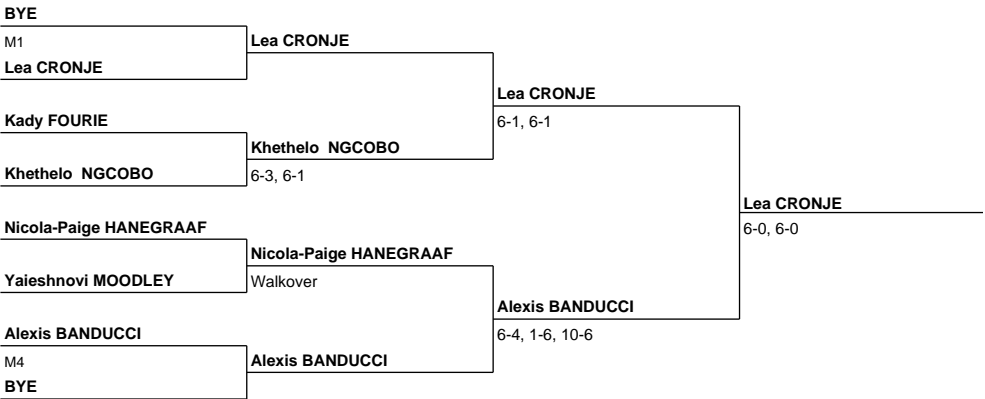 BYE
M1
Lea CRONJE
Lea CRONJE
Kady FOURIE
Khethelo NGCOBO
Khethelo NGCOBO
6-3, 6-1
Lea CRONJE
6-1, 6-1
Nicola-Paige HANEGRAAF
Yaieshnovi MOODLEY
Nicola-Paige HANEGRAAF
Walkover
Alexis BANDUCCI
M4
BYE
Alexis BANDUCCI
Alexis BANDUCCI
6-4, 1-6, 10-6
Lea CRONJE
6-0, 6-0